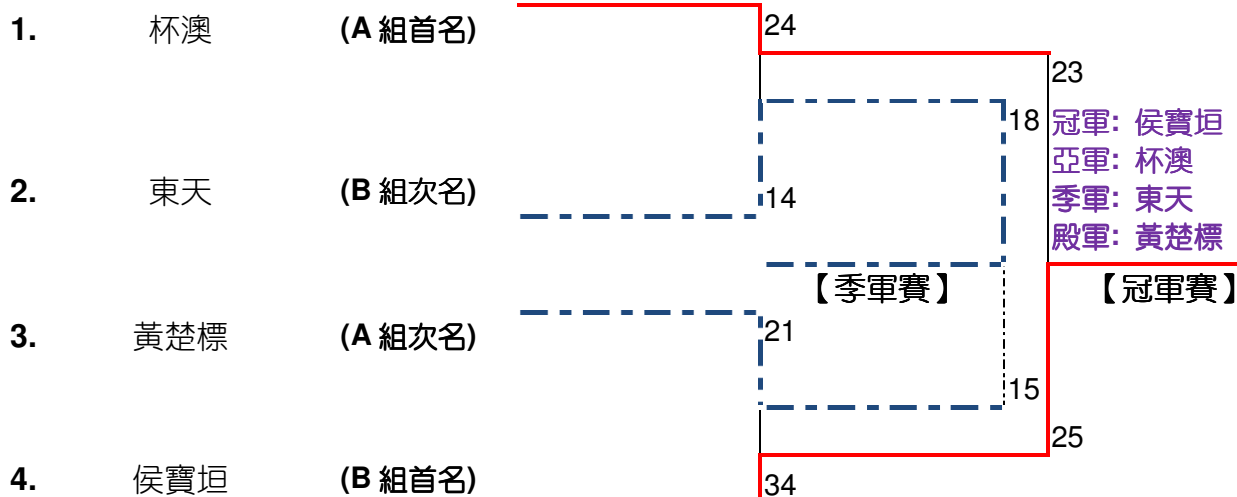 1. 杯澳 (A 組首名) 24
23
18 冠軍: 侯寶垣
亞軍: 杯澳
2. 東天 (B 組次名) 14 季軍: 東天
殿軍: 黃楚標
【季軍賽】 【冠軍賽】
3. 黃楚標 (A 組次名) 21
15
25
4. 侯寶垣 (B 組首名) 34